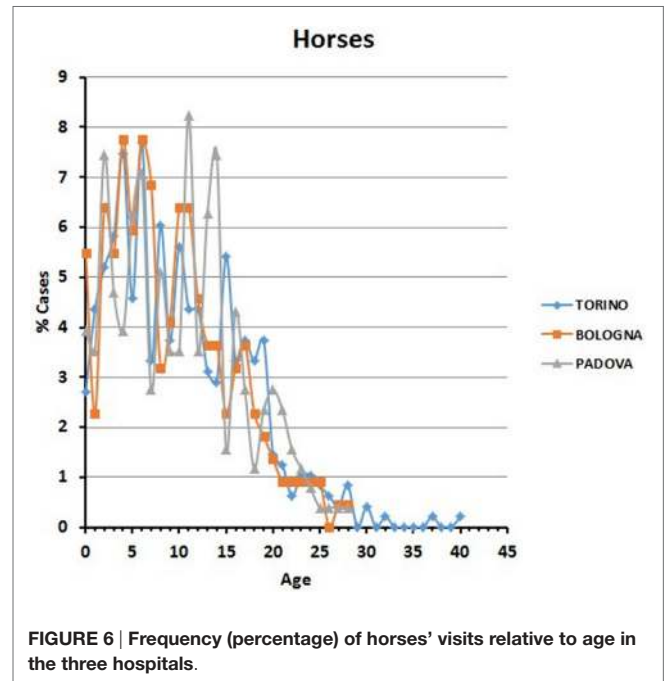 Horses
9
8
7
6
5
4
3
2
1
0
% Cases
0 5 10 15 20 25 30 35 40 45
Age
TORINO
BOLOGNA
PADOVA
FIGURE 6 | Frequency (percentage) of horses’ visits relative to age in
the three hospitals.